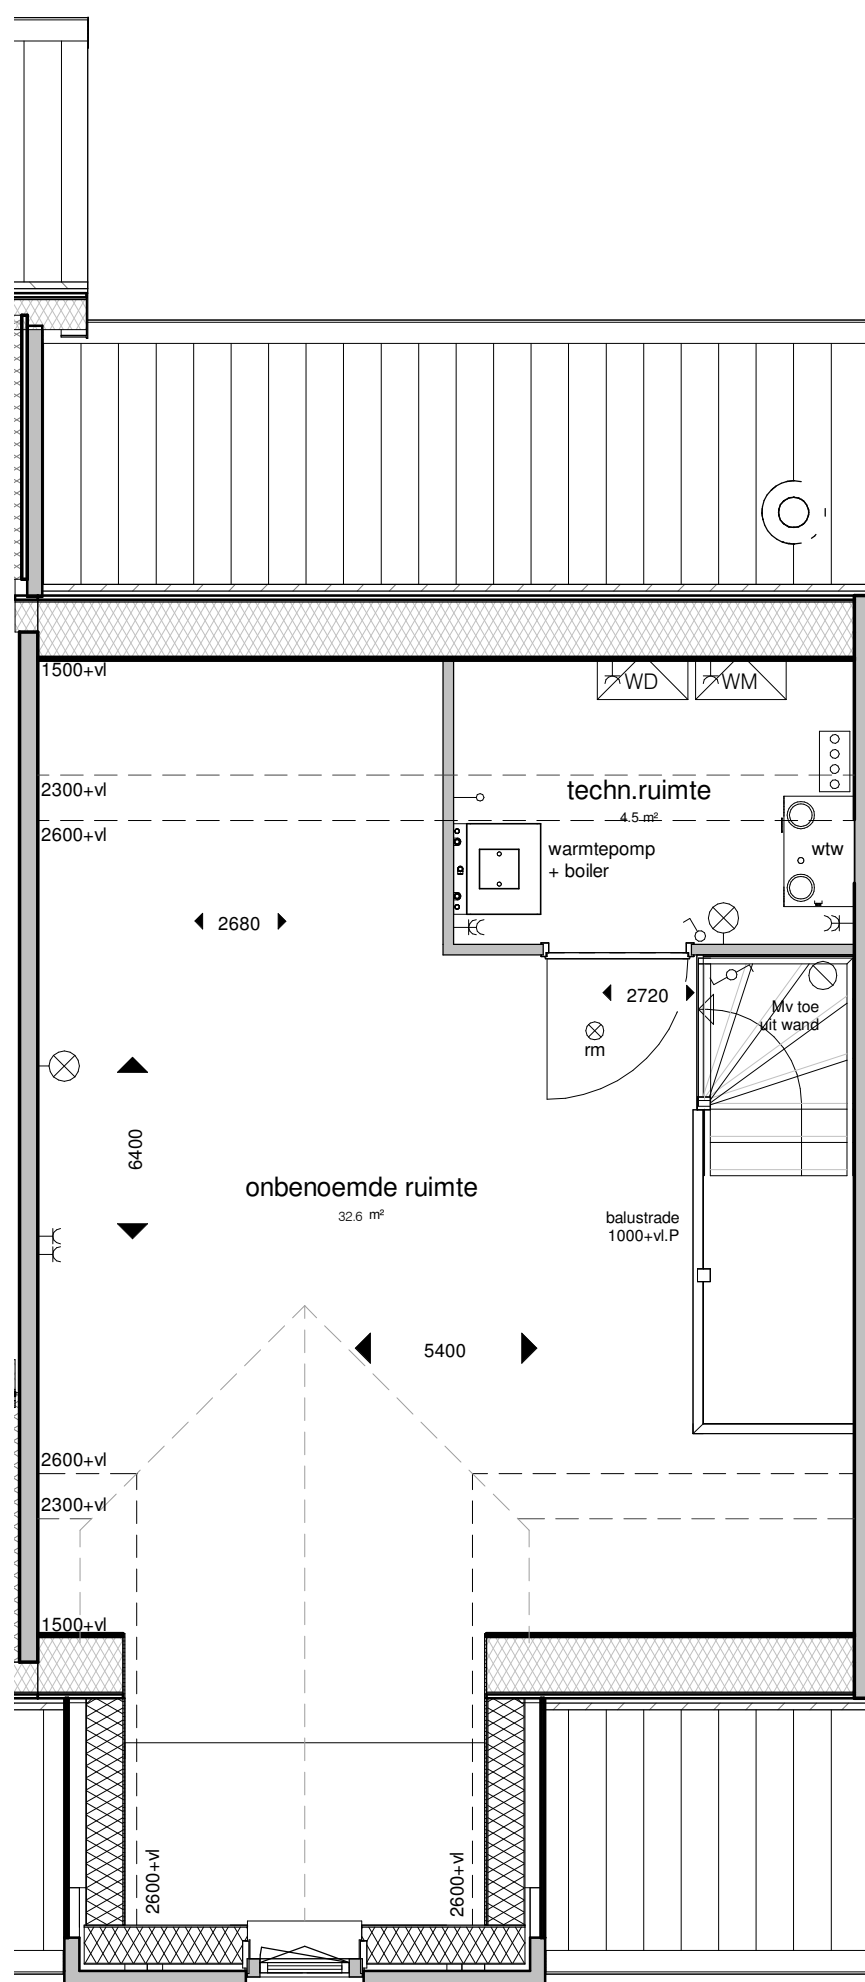 1500+vl
WD
WM
2300+vl
techn.ruimte
4.5 m²
2600+vl
warmtepomp
+ boiler
wtw
2680
2720
Mv toe
uit wand
rm
6400
onbenoemde ruimte
32.6 m²
balustrade
1000+vl.P
5400
2600+vl
2300+vl
1500+vl
2600+vl
2600+vl